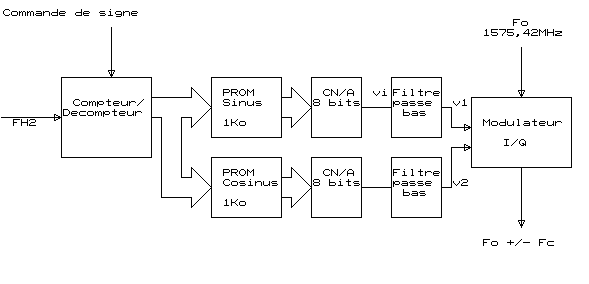 Commande de signe
Fo
1575,42MHz
FH2
Compteur/
Decompteur
PROM
Sinus
1Ko
CN/A
8 bits
vi
Filtre
passe
bas
v1
Modulateur
I/Q
PROM
Cosinus
1Ko
CN/A
8 bits
Filtre
passe
bas
v2
Fo +/- Fc